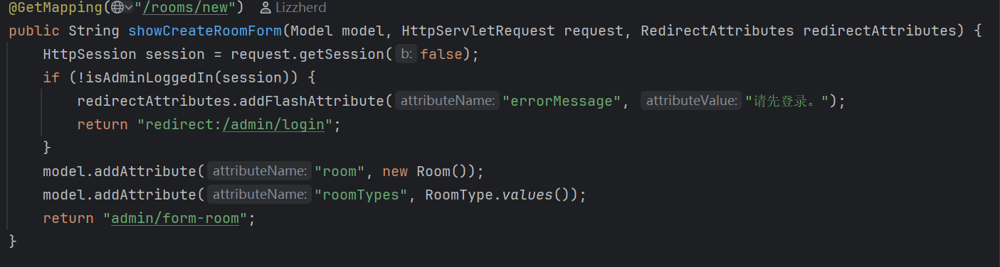 @GetMapping("/rooms/new") Lizzherd
public String showCreateRoomForm(Model model, HttpServletRequest request, RedirectAttributes redirectAttributes) {
    HttpSession session = request.getSession( b: false);
    if (!isAdminLoggedIn(session)) {
        redirectAttributes.addFlashAttribute( attributeName: "errorMessage", attributeValue: "请先登录。");
        return "redirect:/admin/login";
    }
    model.addAttribute( attributeName: "room", new Room());
    model.addAttribute( attributeName: "roomTypes", RoomType.values());
    return "admin/form-room";
}